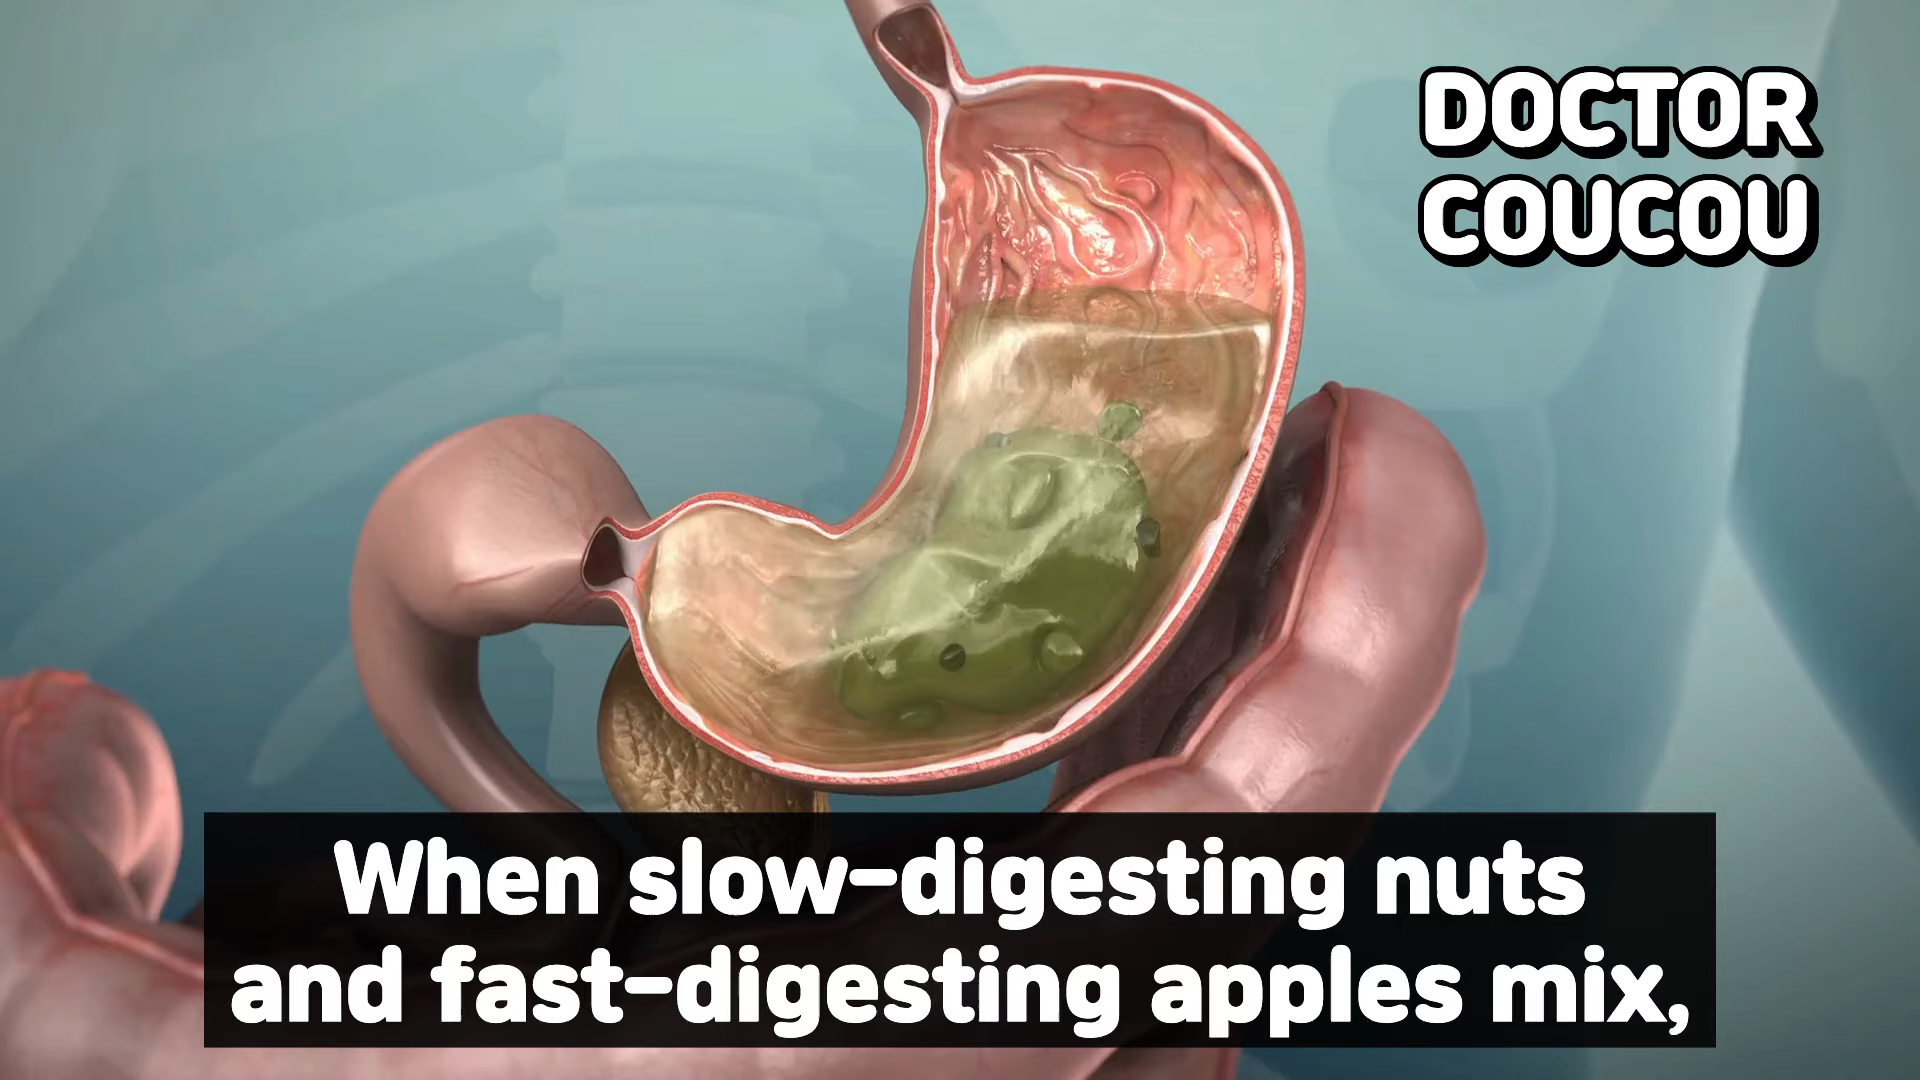 DOCTOR
COUCOU
When slow-digesting nuts
and fast-digesting apples mix,